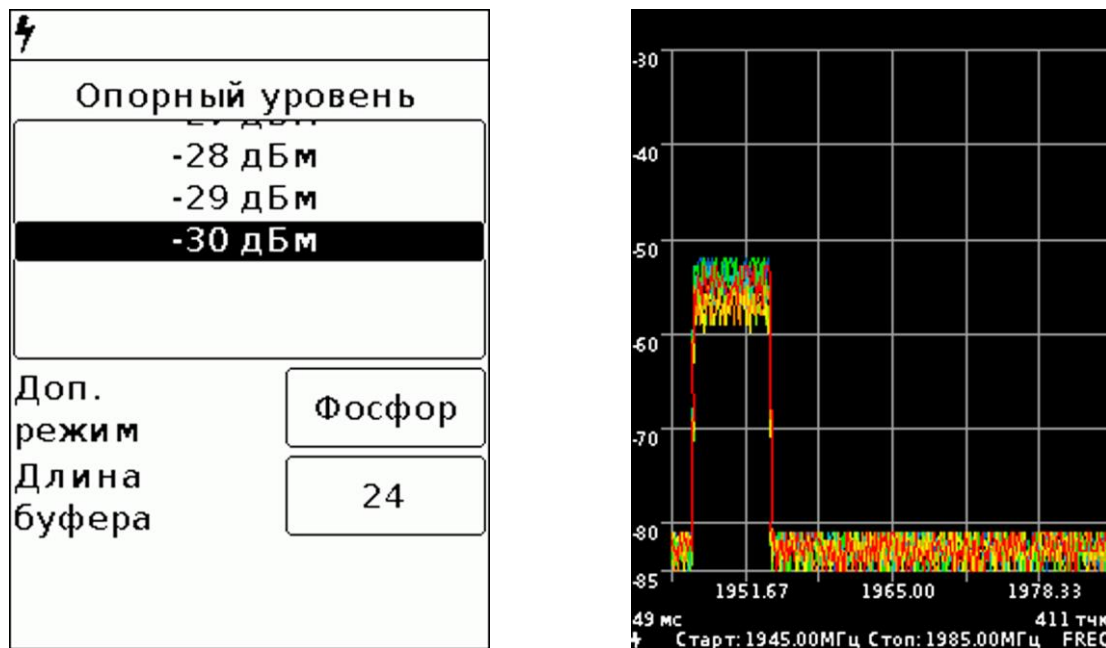 Опорный уровень
-28 дБм
-29 дБм
-30 дБм
Доп.
режим
Фосфор
Длина
буфера
24
-30
-40
-50
-60
-70
-80
-85
1951.67 1965.00 1978.33
49 мс 411 тчк
Старт: 1945.00МГц Стоп: 1985.00МГц FREQ